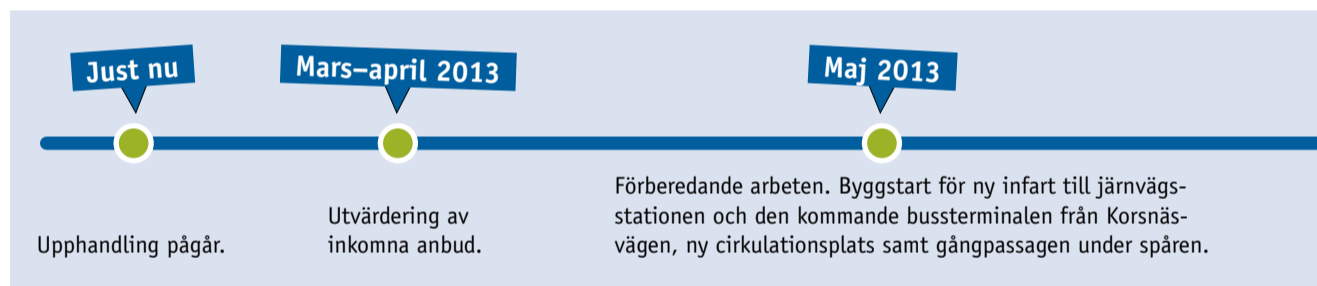 Just nu
Mars–april 2013
Maj 2013
Upphandling pågår.
Utvärdering av
inkomna anbud.
Förberedande arbeten. Byggstart för ny infart till järnvägs-
stationen och den kommande bussterminalen från Korsnäs-
vägen, ny cirkulationsplats samt gångpassagen under spåren.